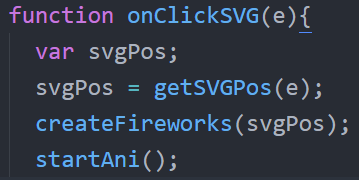 function onClickSVG(e){
  var svgPos;
  svgPos = getSVGPos(e);
  createFireworks(svgPos);
  startAni();